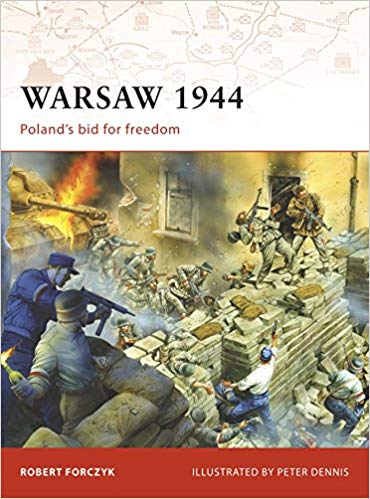 WARSAW 1944
Poland's bid for freedom
ROBERT FORCZYK
ILLUSTRATED BY PETER DENNIS